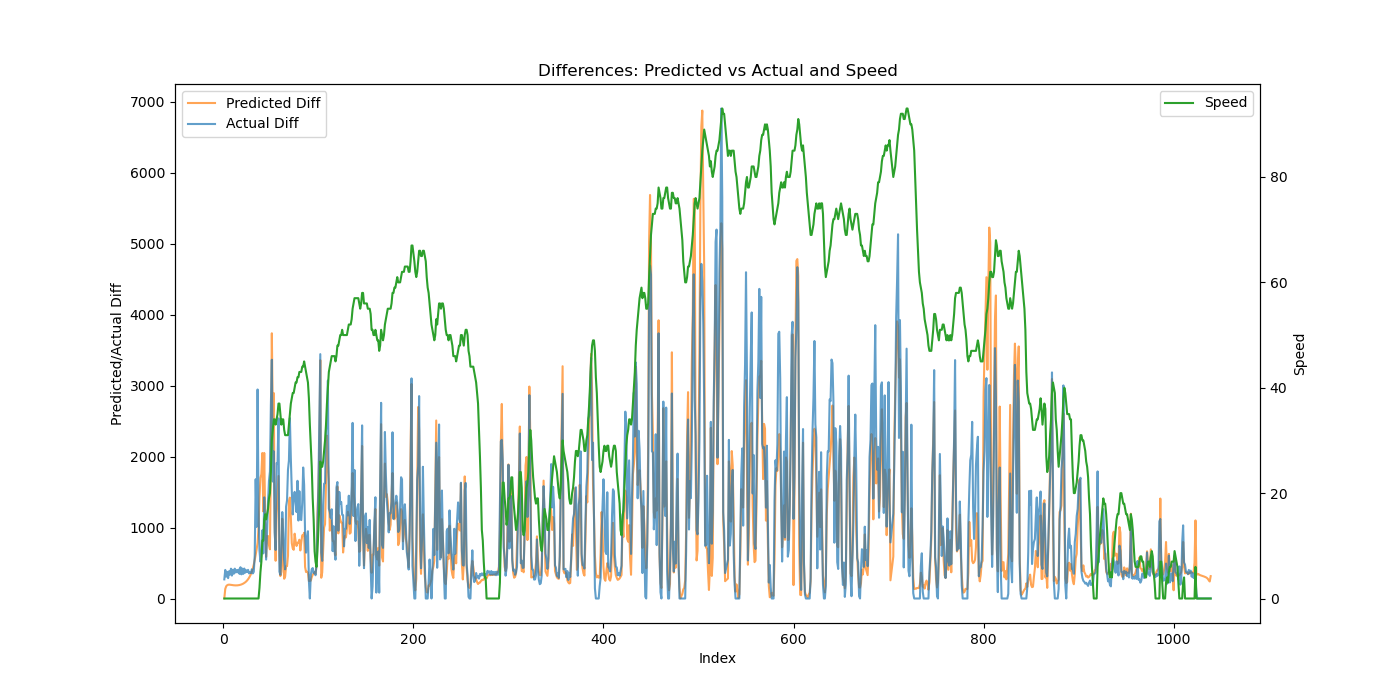 Differences: Predicted vs Actual and Speed
Predicted Diff
Actual Diff
Speed
7000
6000
5000
4000
3000
2000
1000
0
Predicted/Actual Diff
80
60
40
20
0
Speed
0
200
400
600
800
1000
Index